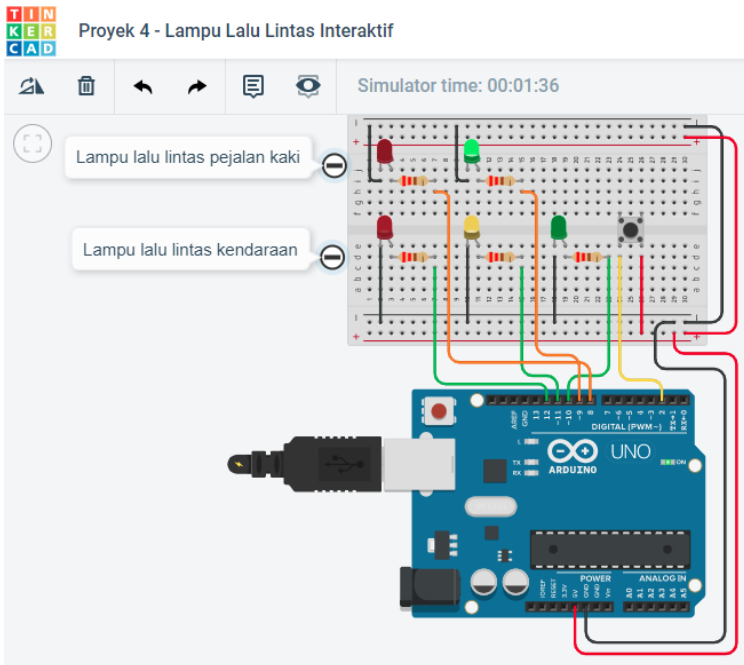 TIN
KER
CAD
Proyek 4 - Lampu Lalu Lintas Interaktif
Simulator time: 00:01:36
Lampu lalu lintas pejalan kaki
Lampu lalu lintas kendaraan
AREF
GND
13
12
~11
~10
~9
8
7
~6
~5
4
~3
2
TX→1
RX←0
DIGITAL (PWM~)
L
TX
RX
UNO
ARDUINO
ON
IOREF
RESET
3.3V
5V
GND
GND
Vin
POWER
ANALOG IN
A0
A1
A2
A3
A4
A5